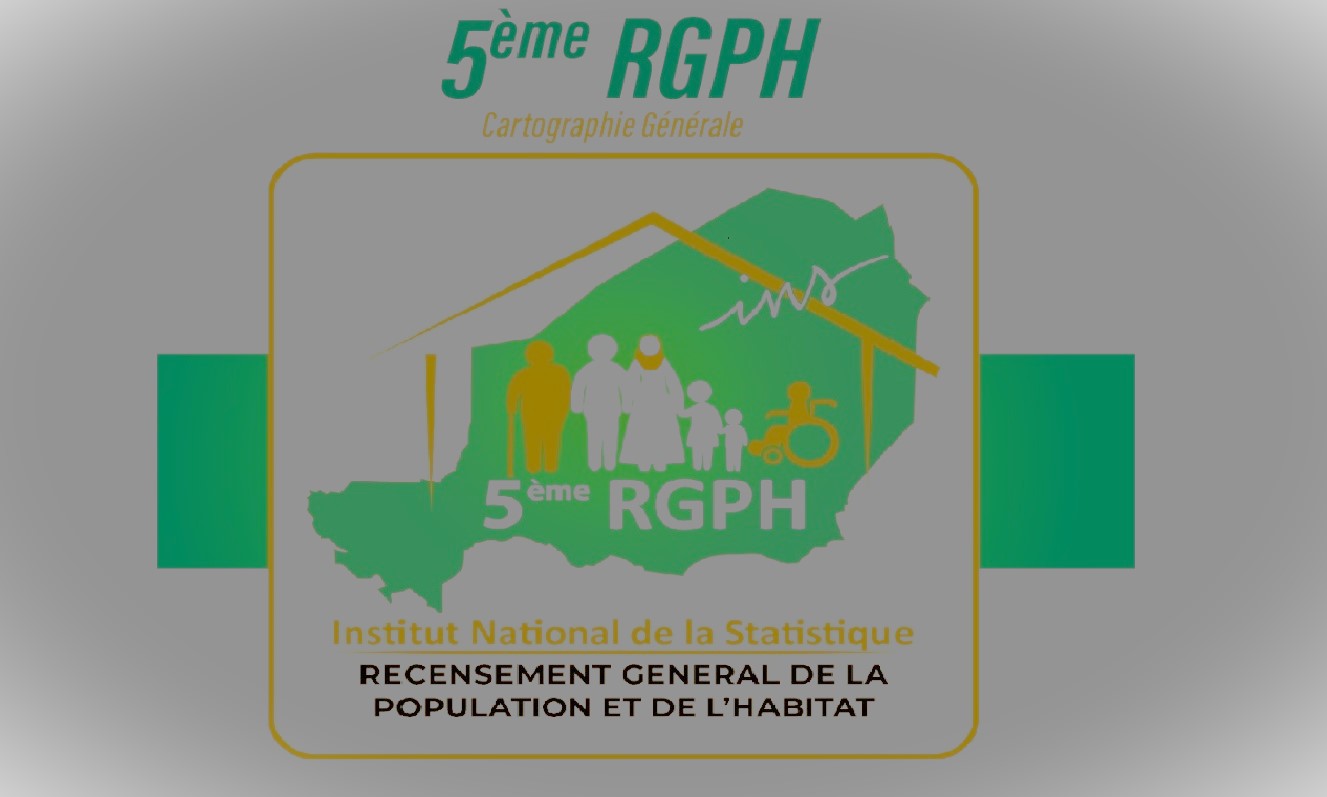 5ème RGPH
Cartographie Générale
ins
5ème RGPH
Institut National de la Statistique
RECENSEMENT GENERAL DE LA
POPULATION ET DE L'HABITAT